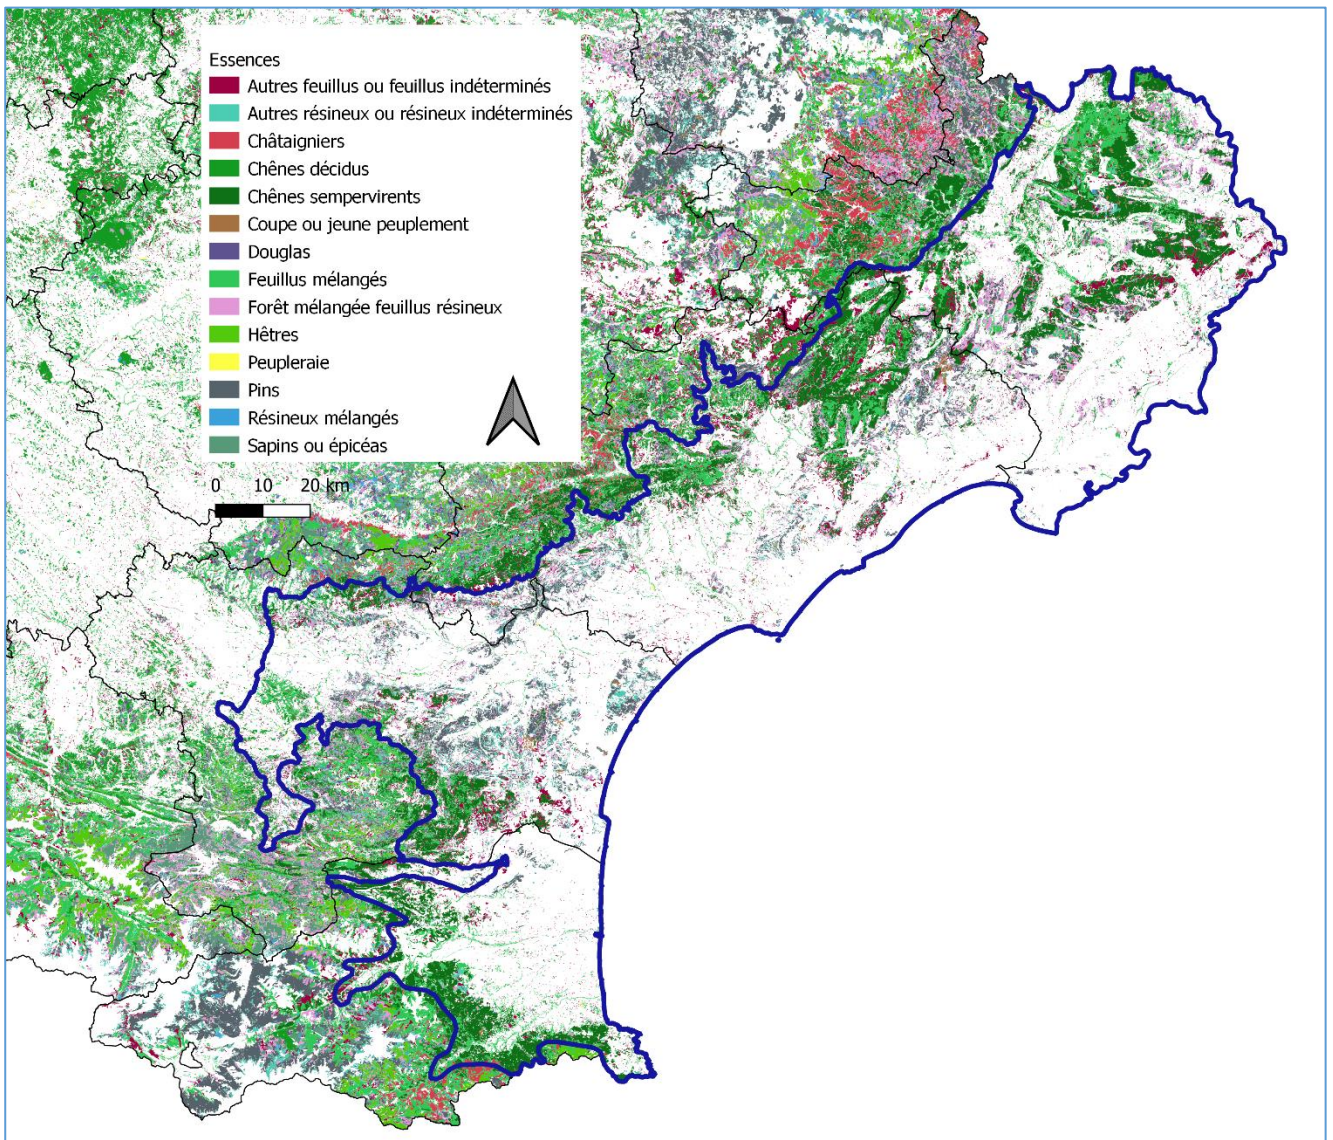 Essences
Autres feuillus ou feuillus indéterminés
Autres résineux ou résineux indéterminés
Châtaigniers
Chênes décidus
Chênes sempervirents
Coupe ou jeune peuplement
Douglas
Feuillus mélangés
Forêt mélangée feuillus résineux
Hêtres
Peupleraie
Pins
Résineux mélangés
Sapins ou épicéas
0 10 20 km